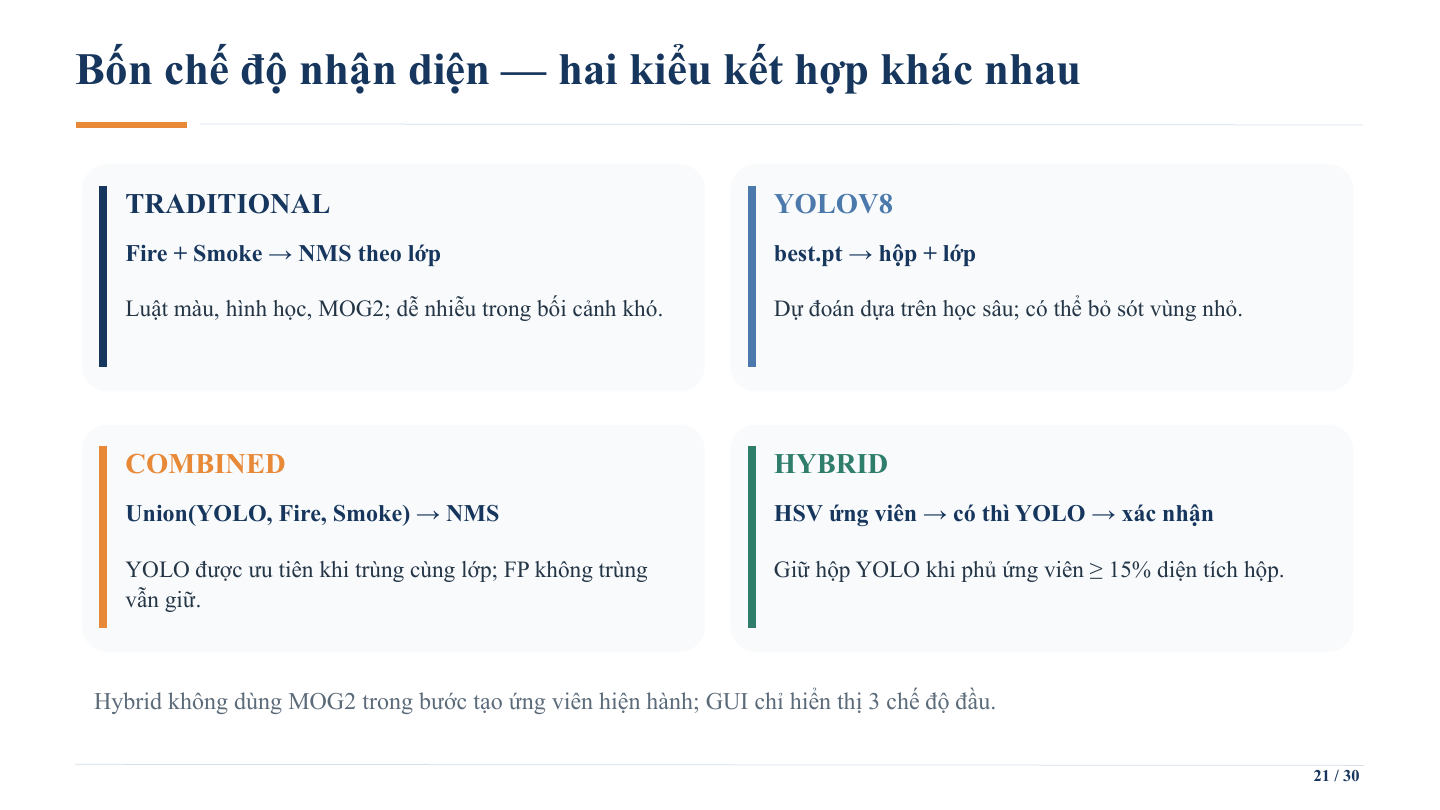 Bốn chế độ nhận diện — hai kiểu kết hợp khác nhau
TRADITIONAL
Fire + Smoke → NMS theo lớp
Luật màu, hình học, MOG2; dễ nhiễu trong bối cảnh khó.
YOLOV8
best.pt → hộp + lớp
Dự đoán dựa trên học sâu; có thể bỏ sót vùng nhỏ.
COMBINED
Union(YOLO, Fire, Smoke) → NMS
YOLO được ưu tiên khi trùng cùng lớp; FP không trùng
vẫn giữ.
HYBRID
HSV ứng viên → có thì YOLO → xác nhận
Giữ hộp YOLO khi phủ ứng viên ≥ 15% diện tích hộp.
Hybrid không dùng MOG2 trong bước tạo ứng viên hiện hành; GUI chỉ hiển thị 3 chế độ đầu.
21 / 30